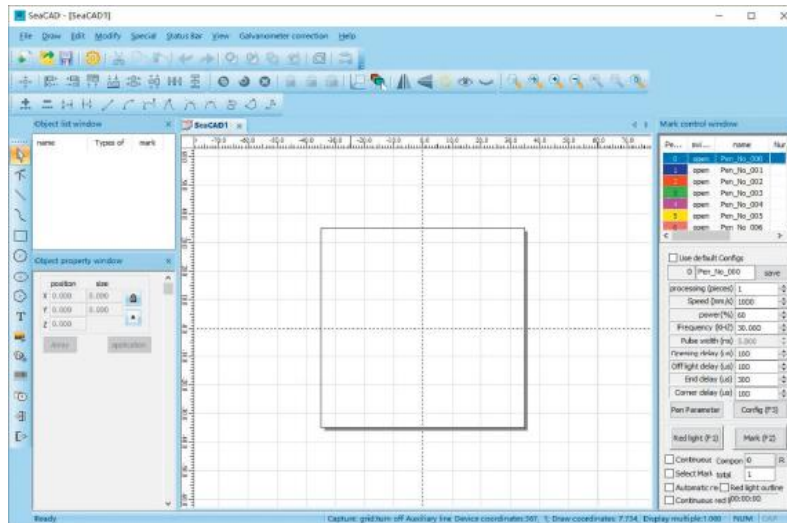 SeaCAD - [SeaCAD1]
File Draw Edit Modify Special Status Bar View Galvanometer correction Help
Object list window
name Types of mark
Object property window
position size
X 0.000 0.000
Y 0.000 0.000
Z 0.000
Array application
SeaCAD1
Mark control window
Pe... swi... name Nur
0 open Pen_No_000
1 open Pen_No_001
2 open Pen_No_002
3 open Pen_No_003
4 open Pen_No_004
5 open Pen_No_005
6 open Pen_No_006
Use default Configs
0 Pen_No_000 save
processing (pieces) 1
Speed (mm/s) 1000
power(%) 60
Frequency (KHZ) 30.000
Pulse width (ns) 5.000
Opening delay (us) 100
Off light delay (us) 100
End delay (us) 300
Corner delay (us) 100
Pen Parameter Config (F3)
Red light (F1) Mark (F2)
Continuous Compon 0 R
Select Mark total 1
Automatic re Red light outline
Continuous red l 00:00:00
Ready
Capture: grid:turn off Auxiliary line Device coordinates:567, 1; Draw coordinates: 7.734, Display multiple:1.000 NUM CAP